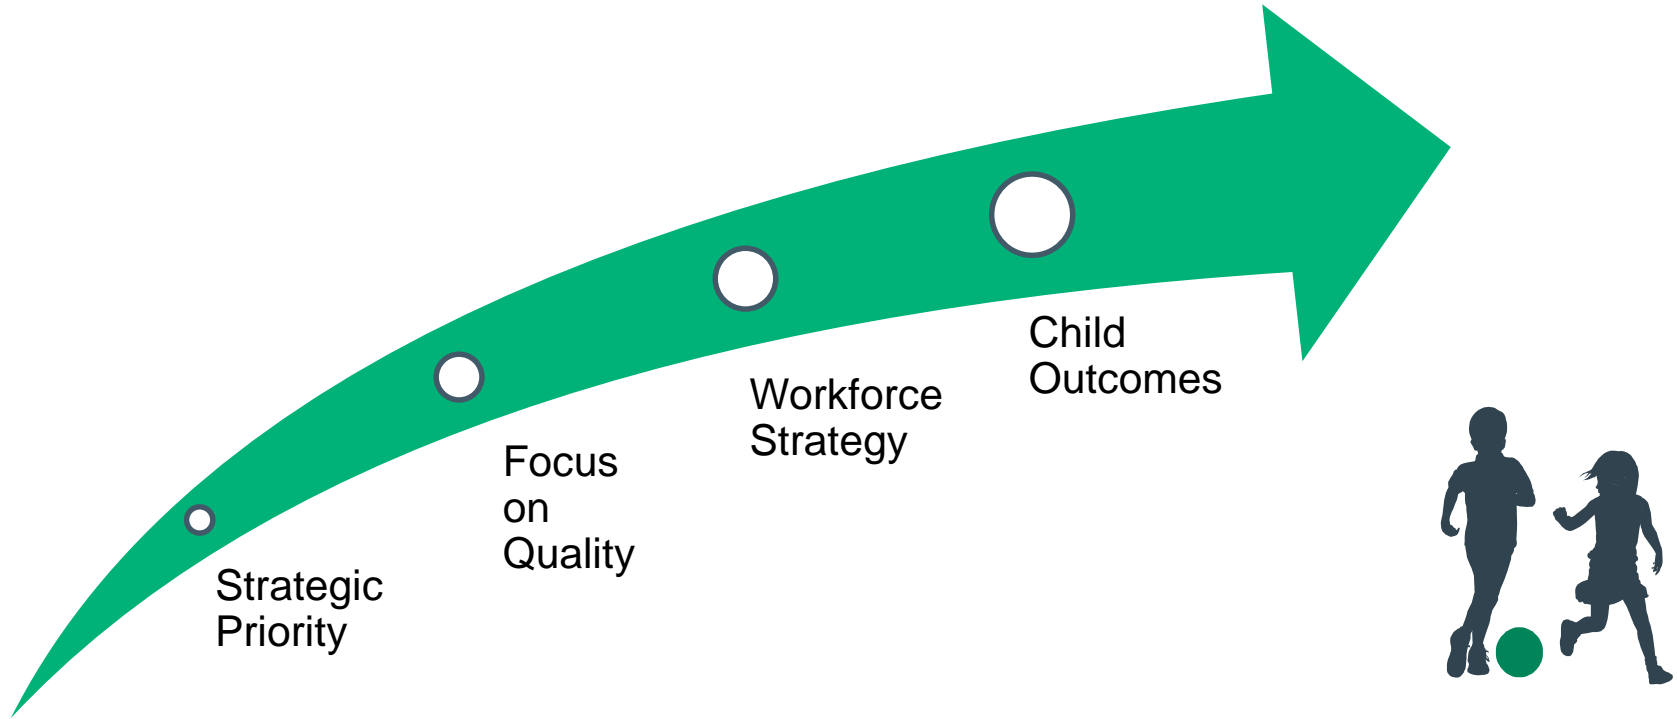 Strategic
Priority
Focus
on
Quality
Workforce
Strategy
Child
Outcomes